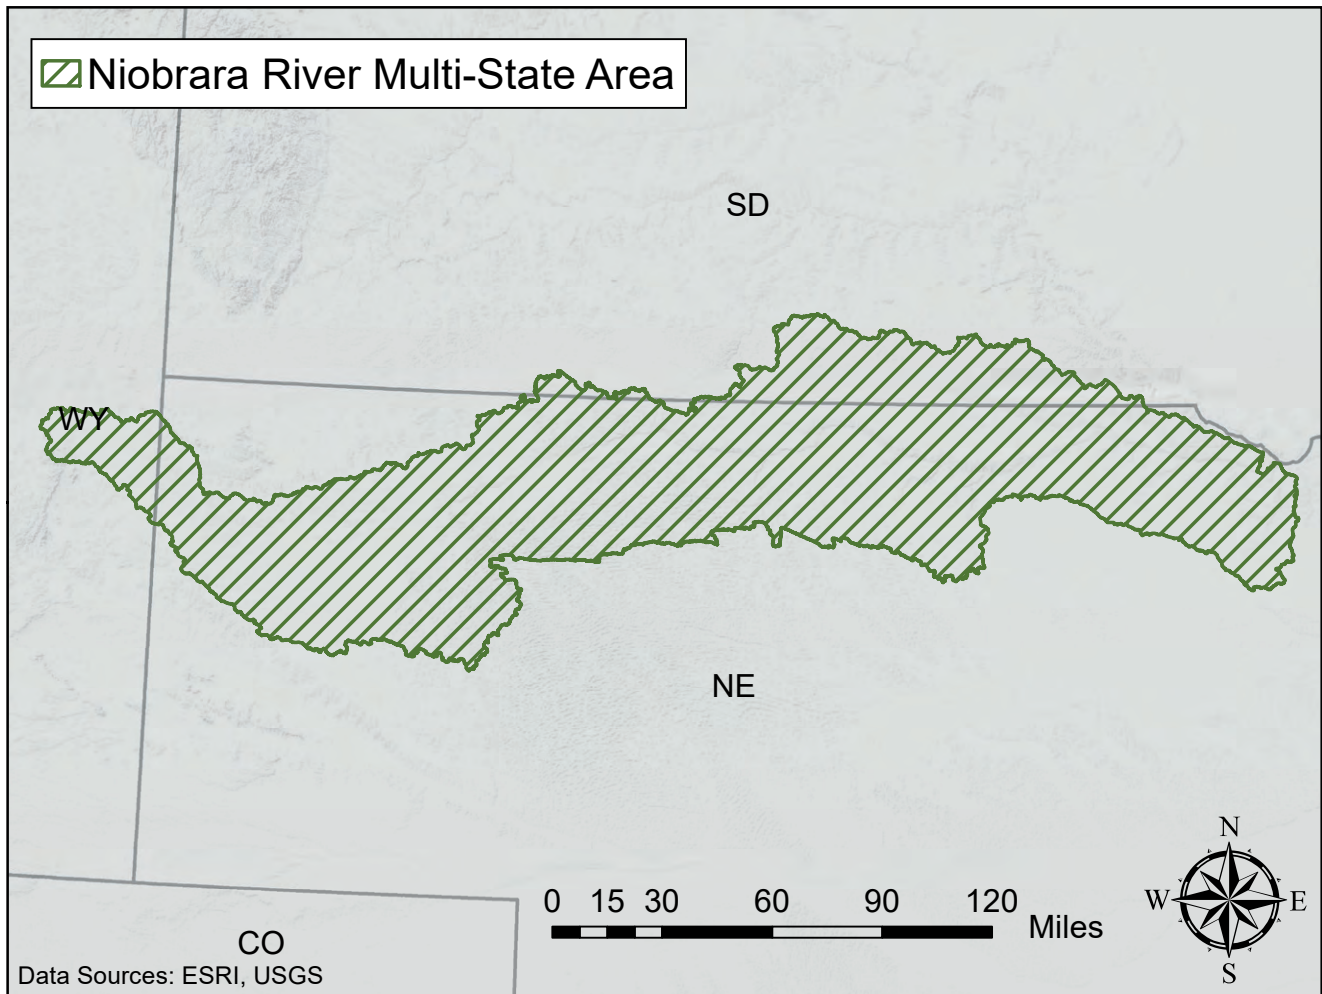 Niobrara River Multi-State Area
SD
WY
NE
N
W E
S
0 15 30 60 90 120
Miles
CO
Data Sources: ESRI, USGS